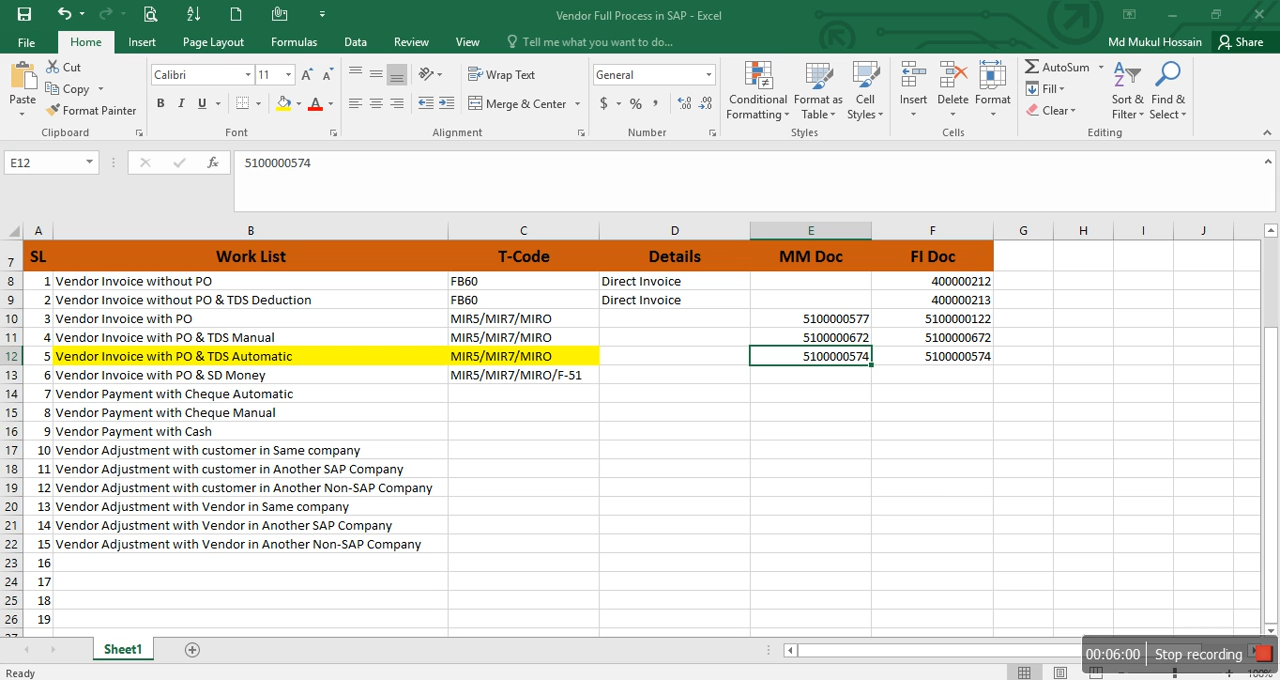 Vendor Full Process in SAP - Excel
File Home Insert Page Layout Formulas Data Review View Tell me what you want to do... Md Mukul Hossain Share
Paste Cut Copy Format Painter Clipboard
Calibri 11 B I U A Font
Wrap Text Merge & Center Alignment
General $ % , Number
Conditional Formatting Format as Table Cell Styles Styles
Insert Delete Format Cells
AutoSum Fill Clear Sort & Filter Find & Select Editing
E12 fx 5100000574
A B C D E F G H I J
7 SL Work List T-Code Details MM Doc FI Doc
8 1 Vendor Invoice without PO FB60 Direct Invoice 400000212
9 2 Vendor Invoice without PO & TDS Deduction FB60 Direct Invoice 400000213
10 3 Vendor Invoice with PO MIR5/MIR7/MIRO 5100000577 5100000122
11 4 Vendor Invoice with PO & TDS Manual MIR5/MIR7/MIRO 5100000672 5100000672
12 5 Vendor Invoice with PO & TDS Automatic MIR5/MIR7/MIRO 5100000574 5100000574
13 6 Vendor Invoice with PO & SD Money MIR5/MIR7/MIRO/F-51
14 7 Vendor Payment with Cheque Automatic
15 8 Vendor Payment with Cheque Manual
16 9 Vendor Payment with Cash
17 10 Vendor Adjustment with customer in Same company
18 11 Vendor Adjustment with customer in Another SAP Company
19 12 Vendor Adjustment with customer in Another Non-SAP Company
20 13 Vendor Adjustment with Vendor in Same company
21 14 Vendor Adjustment with Vendor in Another SAP Company
22 15 Vendor Adjustment with Vendor in Another Non-SAP Company
23 16
24 17
25 18
26 19
Sheet1
00:06:00 Stop recording
Ready